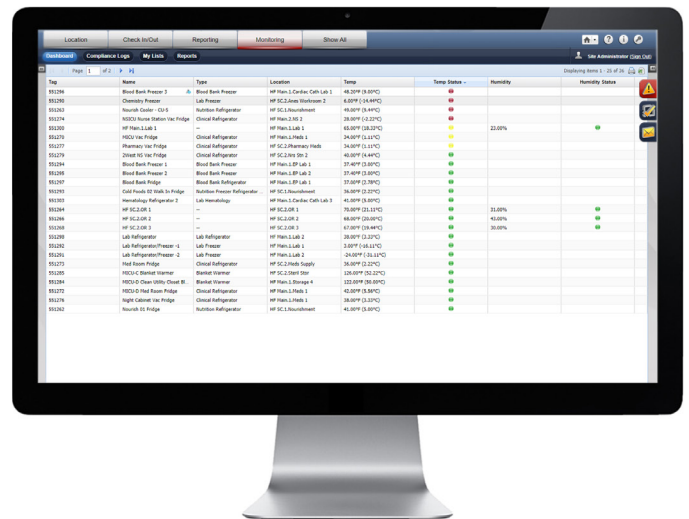 Location Check In/Out Reporting Monitoring Show All
Dashboard Compliance Logs My Lists Reports
Site Administrator (Sign Out)
Page 1 of 2 Displaying items 1 - 25 of 26
Tag Name Type Location Temp Temp Status Humidity Humidity Status
551296 Blood Bank Freezer 3 Blood Bank Freezer HF Main.1.Cardiac Cath Lab 1 48.20°F (9.00°C)
551290 Chemistry Freezer Lab Freezer HF SC.2.Anes Workroom 2 6.00°F (-14.44°C)
551263 Nourish Cooler - CU-5 Nutrition Refrigerator HF SC.1.Nourishment 49.00°F (9.44°C)
551274 NSICU Nurse Station Vac Fridge Clinical Refrigerator HF Main.2.NS 2 28.00°F (-2.22°C)
551300 HF Main.1.Lab 1 -- HF Main.1.Lab 1 65.00°F (18.33°C) 23.00%
551270 MICU Vac Fridge Clinical Refrigerator HF Main.1.Meds 1 34.00°F (1.11°C)
551277 Pharmacy Vac Fridge Clinical Refrigerator HF SC.2.Pharmacy Meds 34.00°F (1.11°C)
551279 2West NS Vac Fridge Clinical Refrigerator HF SC.2.Nrs Stn 2 40.00°F (4.44°C)
551294 Blood Bank Freezer 1 Blood Bank Freezer HF Main.1.EP Lab 1 37.40°F (3.00°C)
551295 Blood Bank Freezer 2 Blood Bank Freezer HF Main.1.EP Lab 2 37.40°F (3.00°C)
551297 Blood Bank Fridge Blood Bank Refrigerator HF Main.1.EP Lab 1 37.00°F (2.78°C)
551293 Cold Foods 02 Walk In Fridge Nutrition Freezer Refrigerator ... HF SC.1.Nourishment 36.00°F (2.22°C)
551303 Hematology Refrigerator 2 Lab Hematology HF Main.1.Cardiac Cath Lab 3 41.00°F (5.00°C)
551264 HF SC.2.OR 1 -- HF SC.2.OR 1 70.00°F (21.11°C) 31.00%
551266 HF SC.2.OR 2 -- HF SC.2.OR 2 68.00°F (20.00°C) 43.00%
551268 HF SC.2.OR 3 -- HF SC.2.OR 3 67.00°F (19.44°C) 30.00%
551298 Lab Refrigerator Lab Refrigerator HF Main.1.Lab 2 38.00°F (3.33°C)
551292 Lab Refrigerator/Freezer -1 Lab Freezer HF Main.1.Lab 1 3.00°F (-16.11°C)
551291 Lab Refrigerator/Freezer -2 Lab Freezer HF Main.1.Lab 2 -24.00°F (-31.11°C)
551273 Med Room Fridge Clinical Refrigerator HF SC.2.Meds Supply 36.00°F (2.22°C)
551285 MICU-C Blanket Warmer Blanket Warmer HF SC.2.Steril Stor 126.00°F (52.22°C)
551284 MICU-D Clean Utility Closet Bl... Blanket Warmer HF Main.1.Storage 4 122.00°F (50.00°C)
551272 MICU-D Med Room Fridge Clinical Refrigerator HF Main.1.Meds 1 42.00°F (5.56°C)
551276 Night Cabinet Vac Fridge Clinical Refrigerator HF Main.1.Meds 1 38.00°F (3.33°C)
551262 Nourish 01 Fridge Nutrition Refrigerator HF SC.1.Nourishment 41.00°F (5.00°C)